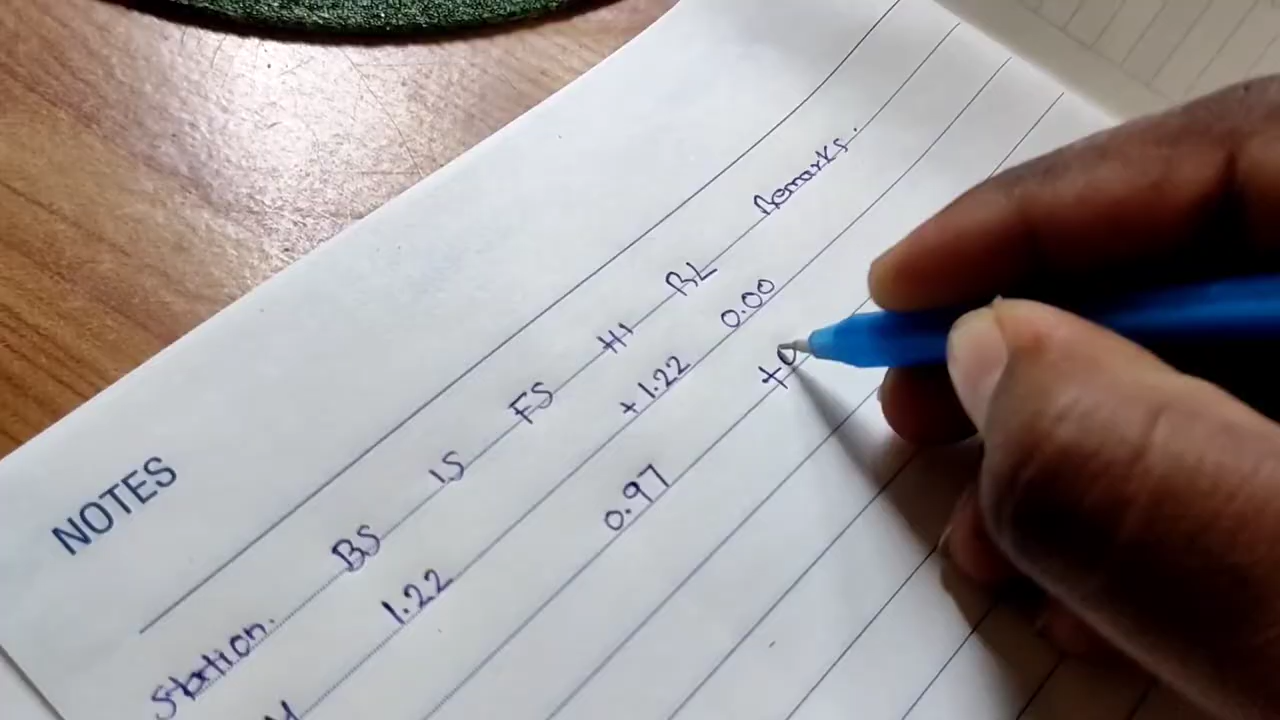 NOTES
Station. BS IS FS HI RL Remarks.
1.22 +1.22 0.00
0.97 +0